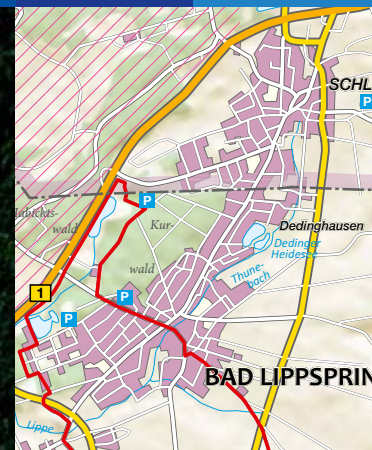 SCHL
P
P
Habichts-
wald
Kur-
wald
Dedinghausen
Dedinger
Heidesee
Thune-
bach
1
P
P
BAD LIPPSPRIN
Lippe